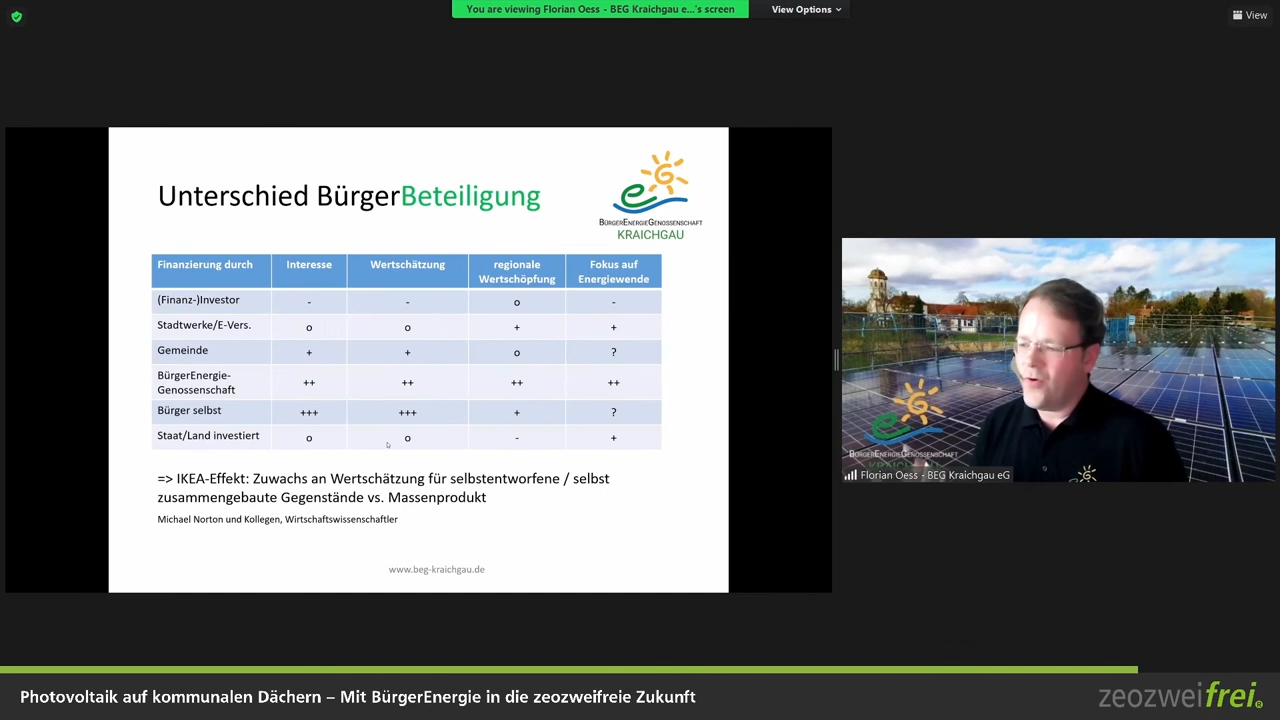 You are viewing Florian Oess - BEG Kraichgau e...'s screen
View Options
View
Unterschied BürgerBeteiligung
BÜRGERENERGIEGENOSSENSCHAFT
KRAICHGAU
Finanzierung durch Interesse Wertschätzung regionale Wertschöpfung Fokus auf Energiewende
(Finanz-)Investor - - o -
Stadtwerke/E-Vers. o o + +
Gemeinde + + o ?
BürgerEnergie-
Genossenschaft ++ ++ ++ ++
Bürger selbst +++ +++ + ?
Staat/Land investiert o o - +
=> IKEA-Effekt: Zuwachs an Wertschätzung für selbstentworfene / selbst
zusammengebaute Gegenstände vs. Massenprodukt
Michael Norton und Kollegen, Wirtschaftswissenschaftler
www.beg-kraichgau.de
BÜRGERENERGIEGENOSSENSCHAFT
KRAICHGAU
Florian Oess - BEG Kraichgau eG
Photovoltaik auf kommunalen Dächern – Mit BürgerEnergie in die zeozweifreie Zukunft
zeozweifrei.